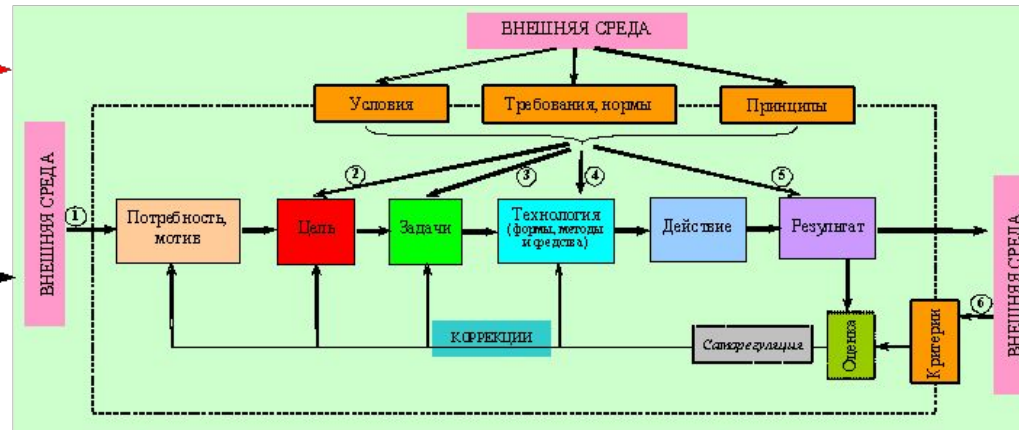 ВНЕШНЯЯ СРЕДА
Условия
Требования, нормы
Принципы
ВНЕШНЯЯ СРЕДА
1
2
3
4
5
Потребность,
мотив
Цель
Задачи
Технология
(формы, методы
и средства)
Действие
Результат
ВНЕШНЯЯ СРЕДА
6
КОРРЕКЦИИ
Саморегуляция
Оценка
Критерии